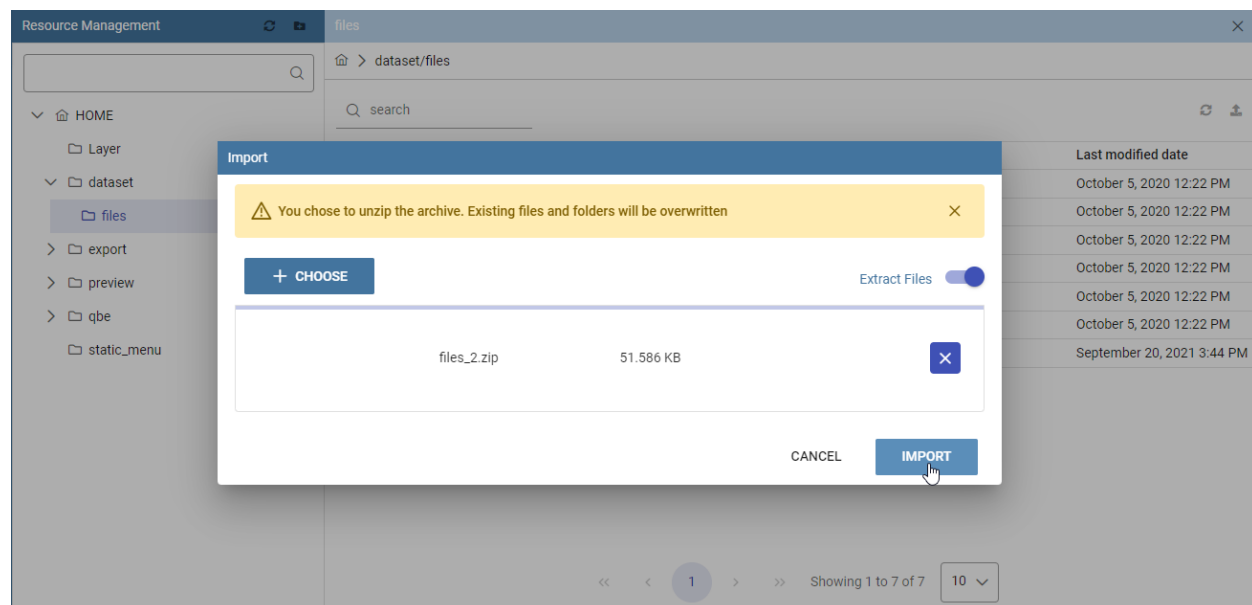 Resource Management
files
dataset/files
HOME
search
Layer
Import
Last modified date
dataset
October 5, 2020 12:22 PM
You chose to unzip the archive. Existing files and folders will be overwritten
files
October 5, 2020 12:22 PM
export
October 5, 2020 12:22 PM
+ CHOOSE
Extract Files
October 5, 2020 12:22 PM
preview
October 5, 2020 12:22 PM
qbe
October 5, 2020 12:22 PM
static_menu
files_2.zip 51.586 KB
September 20, 2021 3:44 PM
CANCEL
IMPORT
<< < 1 > >> Showing 1 to 7 of 7 10